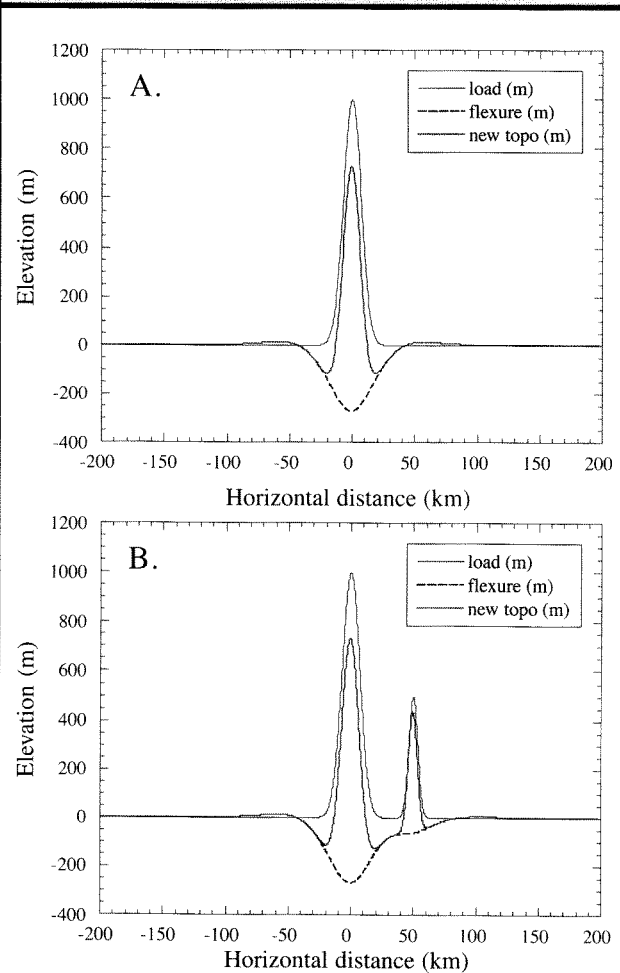 1200
A.
load (m)
flexure (m)
new topo (m)
1000
800
600
400
200
0
-200
-400
Elevation (m)
-200 -150 -100 -50 0 50 100 150 200
Horizontal distance (km)
1200
B.
load (m)
flexure (m)
new topo (m)
1000
800
600
400
200
0
-200
-400
Elevation (m)
-200 -150 -100 -50 0 50 100 150 200
Horizontal distance (km)